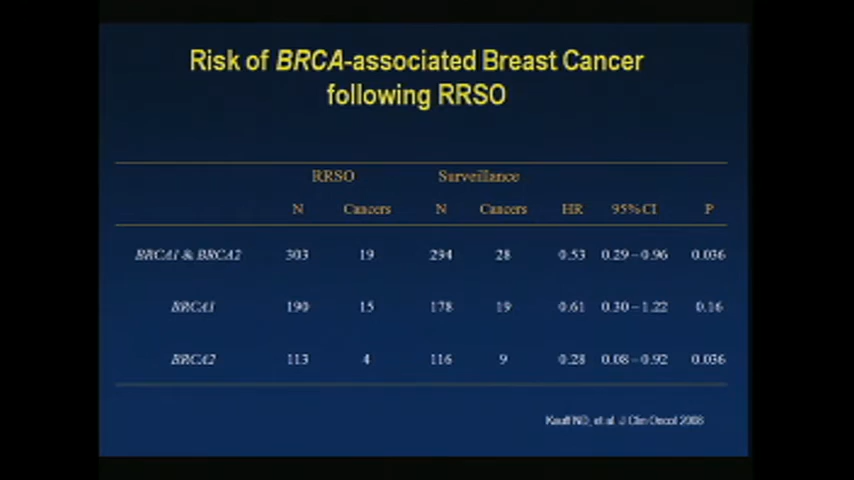 Risk of BRCA-associated Breast Cancer
following RRSO
RRSO Surveillance
N Cancers N Cancers HR 95% CI P
BRCA1 & BRCA2 303 19 294 28 0.53 0.29 – 0.96 0.036
BRCA1 190 15 178 19 0.61 0.30 – 1.22 0.16
BRCA2 113 4 116 9 0.28 0.08 – 0.92 0.036
Kauff ND, et al. J Clin Oncol 2008